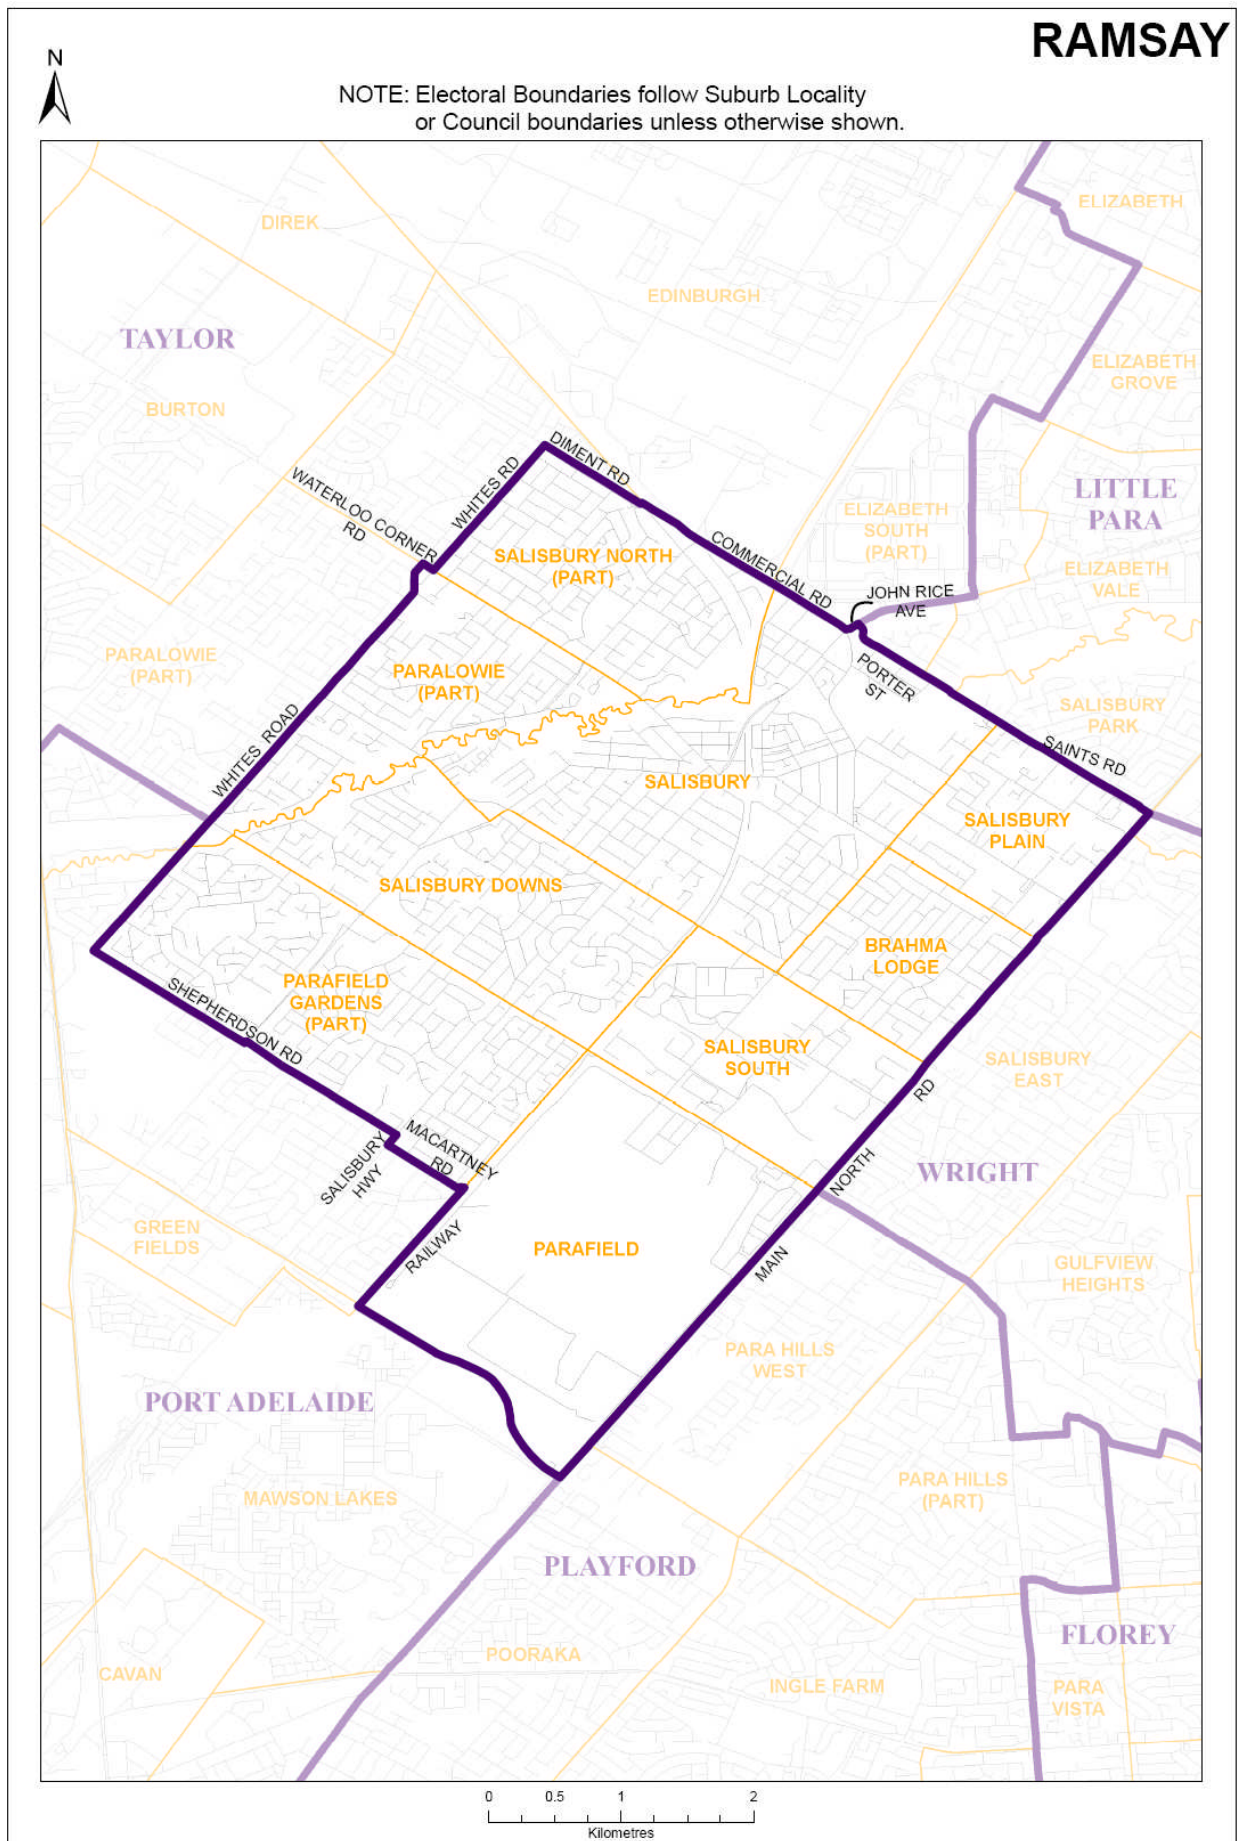 RAMSAY
N
NOTE: Electoral Boundaries follow Suburb Locality
or Council boundaries unless otherwise shown.
ELIZABETH
DIREK
EDINBURGH
TAYLOR
ELIZABETH
GROVE
BURTON
DIMENT RD
WHITES RD
WATERLOO CORNER
RD
LITTLE
PARA
ELIZABETH
SOUTH
(PART)
COMMERCIAL RD
SALISBURY NORTH
(PART)
ELIZABETH
VALE
JOHN RICE
AVE
PARALOWIE
(PART)
PARALOWIE
(PART)
PORTER
ST
SALISBURY
PARK
WHITES ROAD
SAINTS RD
SALISBURY
SALISBURY
PLAIN
SALISBURY DOWNS
BRAHMA
LODGE
PARAFIELD
GARDENS
(PART)
SHEPHERDSON RD
SALISBURY
SOUTH
SALISBURY
EAST
RD
MACARTNEY
RD
SALISBURY
HWY
NORTH
WRIGHT
GREEN
FIELDS
RAILWAY
PARAFIELD
MAIN
GULFVIEW
HEIGHTS
PARA HILLS
WEST
PORT ADELAIDE
MAWSON LAKES
PARA HILLS
(PART)
PLAYFORD
FLOREY
POORAKA
CAVAN
INGLE FARM
PARA
VISTA
0 0.5 1 2
Kilometres